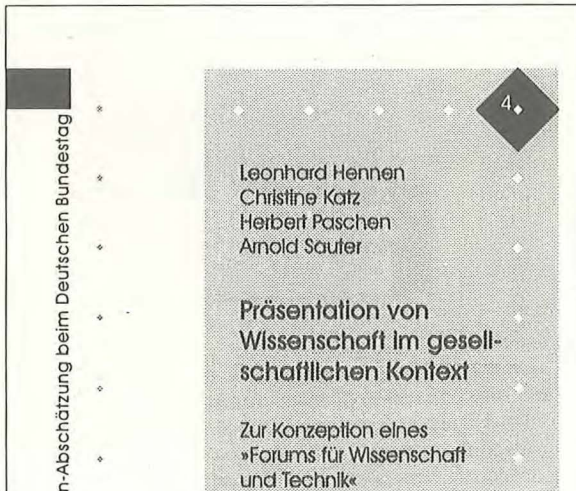 4
Leonhard Hennen
Christine Katz
Herbert Paschen
Arnold Sauter
Präsentation von
Wissenschaft im gesell-
schaftlichen Kontext
Zur Konzeption eines
»Forums für Wissenschaft
und Technik«
n-Abschätzung beim Deutschen Bundestag